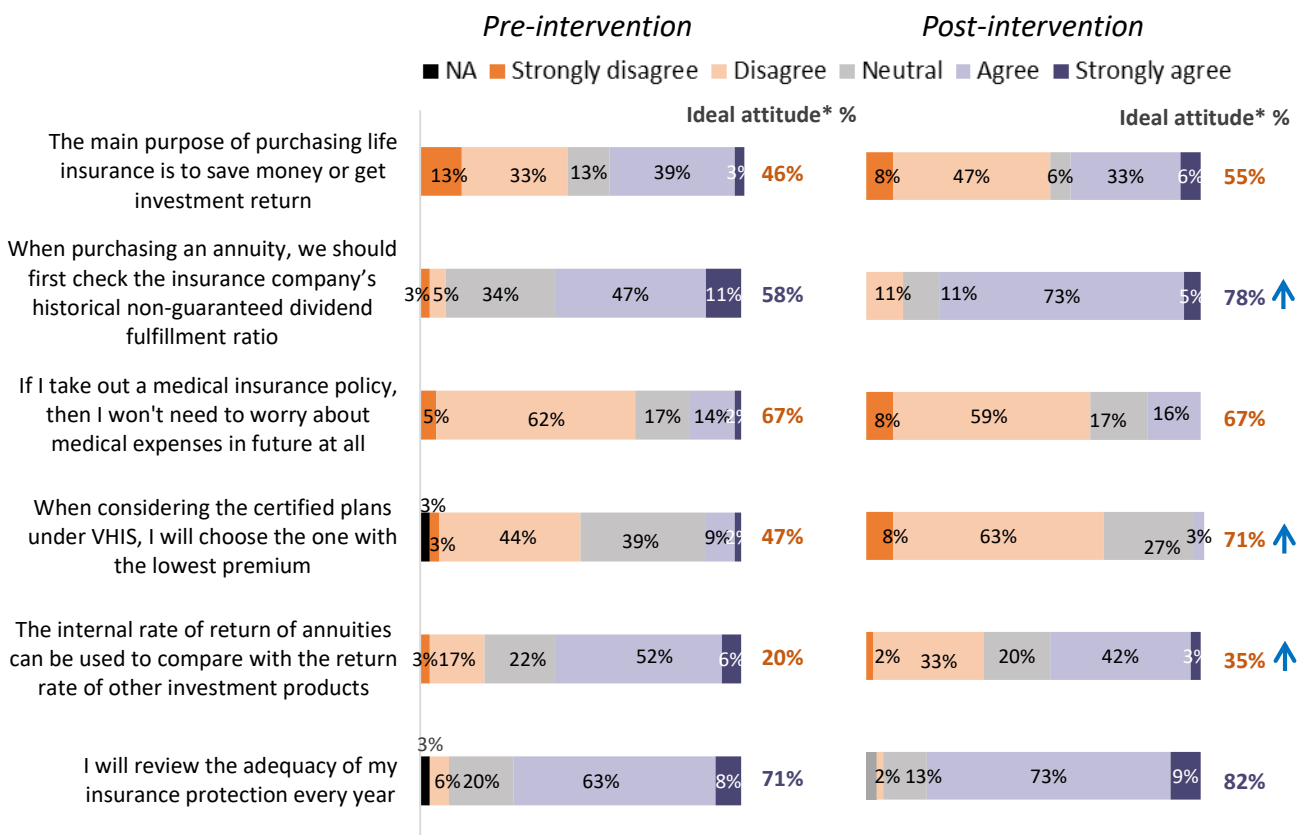 Pre-intervention
Post-intervention
NA Strongly disagree Disagree Neutral Agree Strongly agree
Ideal attitude* %
Ideal attitude* %
The main purpose of purchasing life
insurance is to save money or get
investment return
13% 33% 13% 39% 3% 46%
8% 47% 6% 33% 6% 55%
When purchasing an annuity, we should
first check the insurance company’s
historical non-guaranteed dividend
fulfillment ratio
3% 5% 34% 47% 11% 58%
11% 11% 73% 5% 78%
If I take out a medical insurance policy,
then I won't need to worry about
medical expenses in future at all
5% 62% 17% 14% 2% 67%
8% 59% 17% 16% 67%
When considering the certified plans
under VHIS, I will choose the one with
the lowest premium
3%
3% 44% 39% 9% 2% 47%
8% 63% 27% 3% 71%
The internal rate of return of annuities
can be used to compare with the return
rate of other investment products
3% 17% 22% 52% 6% 20%
2% 33% 20% 42% 3% 35%
I will review the adequacy of my
insurance protection every year
3%
6% 20% 63% 8% 71%
2% 13% 73% 9% 82%